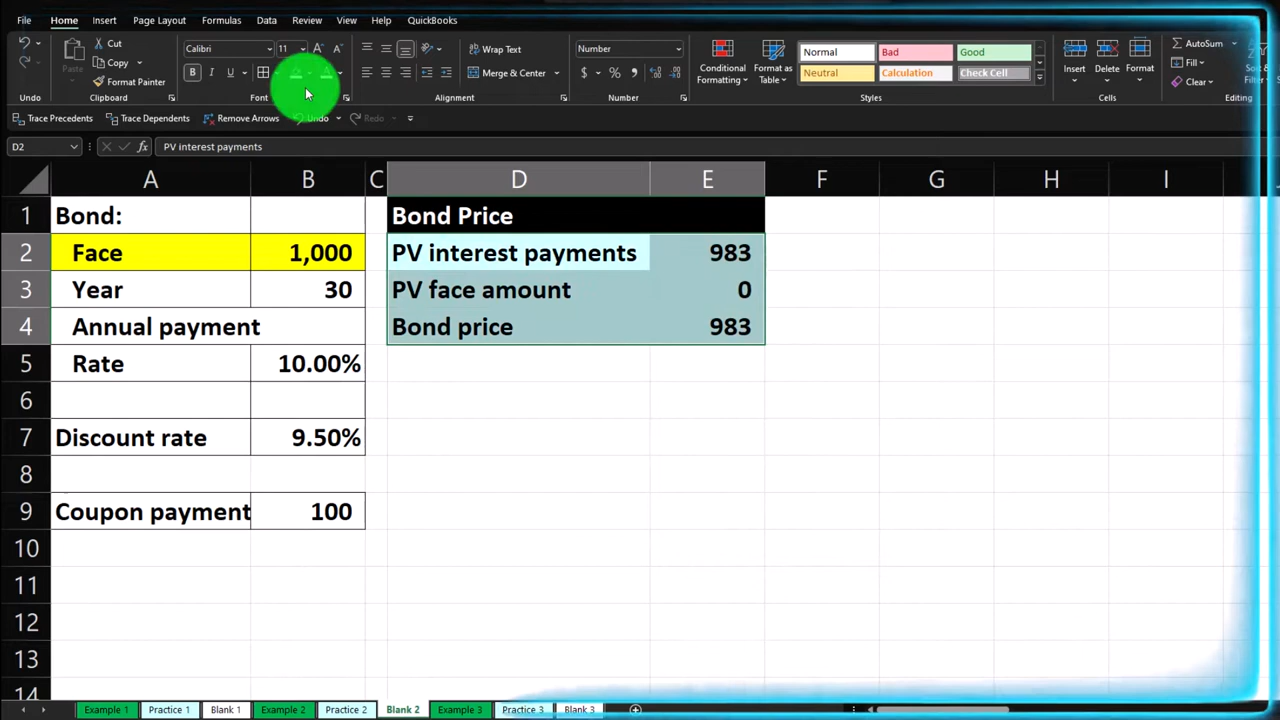 File Home Insert Page Layout Formulas Data Review View Help QuickBooks
Cut Calibri 11 Wrap Text Number Normal Bad Good AutoSum
Paste Copy Conditional Formatting Format as Table Insert Delete Format Fill
Format Painter B I U Merge & Center $ % Neutral Calculation Check Cell Clear
Undo Clipboard Font Alignment Number Styles Cells Editing
Trace Precedents Trace Dependents Remove Arrows Undo Redo
D2 fx PV interest payments
A B C D E F G H I
1 Bond: Bond Price
2 Face 1,000 PV interest payments 983
3 Year 30 PV face amount 0
4 Annual payment Bond price 983
5 Rate 10.00%
6
7 Discount rate 9.50%
8
9 Coupon payment 100
10
11
12
13
14
Example 1 Practice 1 Blank 1 Example 2 Practice 2 Blank 2 Example 3 Practice 3 Blank 3